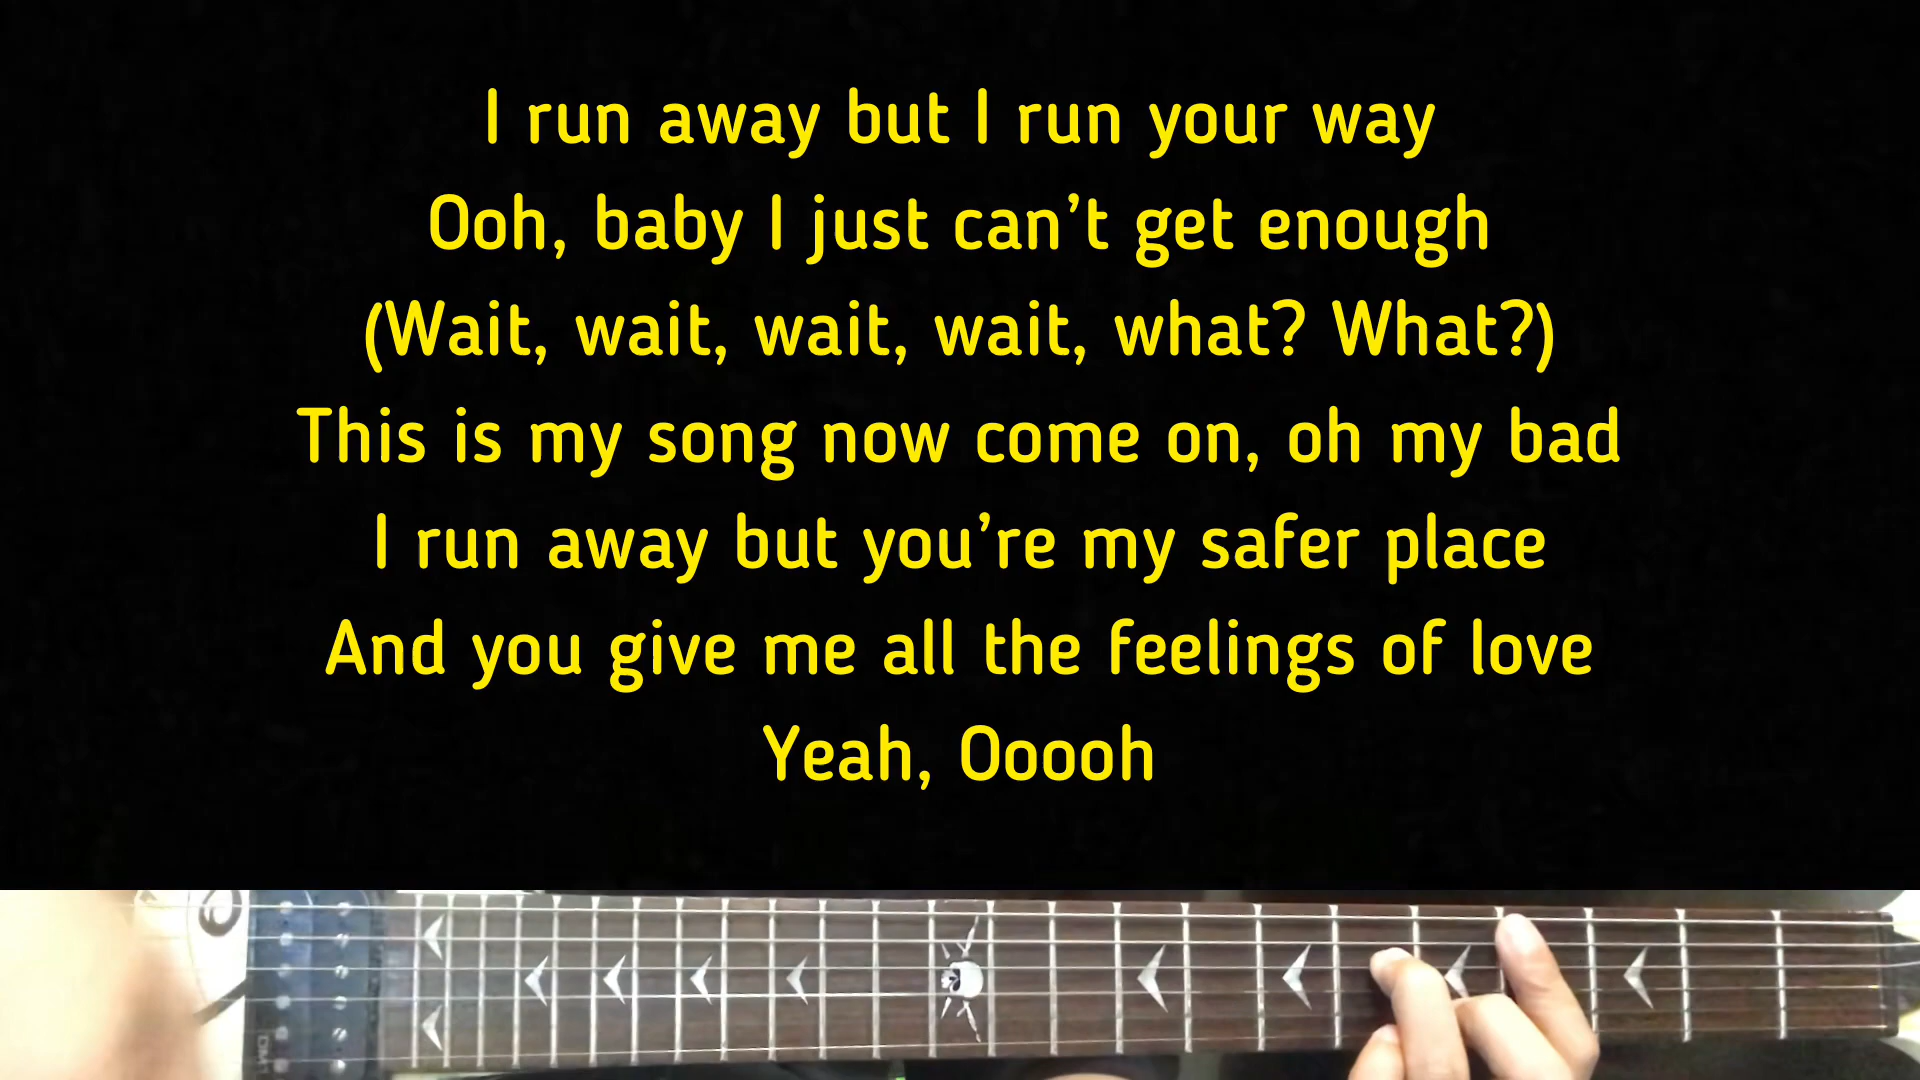 I run away but I run your way
Ooh, baby I just can’t get enough
(Wait, wait, wait, wait, what? What?)
This is my song now come on, oh my bad
I run away but you’re my safer place
And you give me all the feelings of love
Yeah, Ooooh